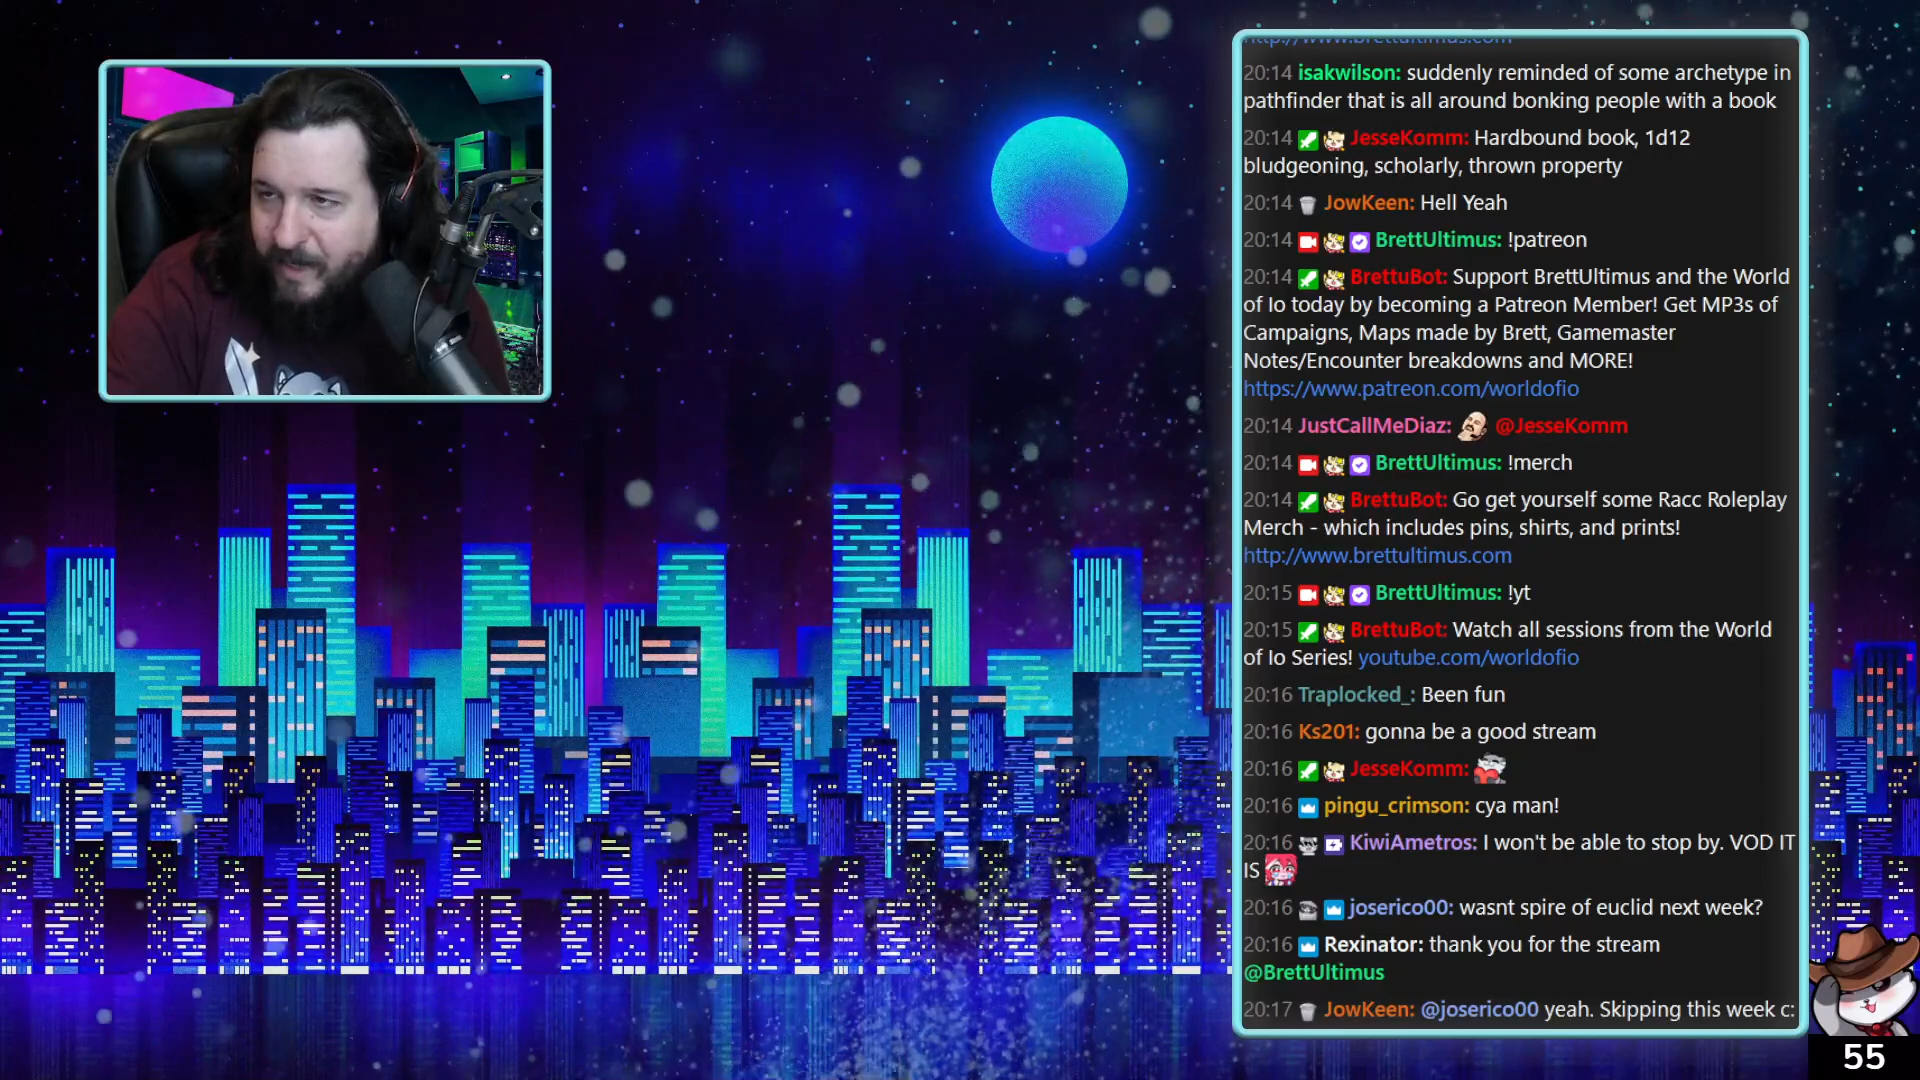 http://www.brettultimus.com
20:14 isakwilson: suddenly reminded of some archetype in
pathfinder that is all around bonking people with a book
20:14 JesseKomm: Hardbound book, 1d12
bludgeoning, scholarly, thrown property
20:14 JowKeen: Hell Yeah
20:14 BrettUltimus: !patreon
20:14 BrettuBot: Support BrettUltimus and the World
of Io today by becoming a Patreon Member! Get MP3s of
Campaigns, Maps made by Brett, Gamemaster
Notes/Encounter breakdowns and MORE!
https://www.patreon.com/worldofio
20:14 JustCallMeDiaz: @JesseKomm
20:14 BrettUltimus: !merch
20:14 BrettuBot: Go get yourself some Racc Roleplay
Merch - which includes pins, shirts, and prints!
http://www.brettultimus.com
20:15 BrettUltimus: !yt
20:15 BrettuBot: Watch all sessions from the World
of Io Series! youtube.com/worldofio
20:16 Traplocked_: Been fun
20:16 Ks201: gonna be a good stream
20:16 JesseKomm:
20:16 pingu_crimson: cya man!
20:16 KiwiAmetros: I won't be able to stop by. VOD IT
IS
20:16 joserico00: wasnt spire of euclid next week?
20:16 Rexinator: thank you for the stream
@BrettUltimus
20:17 JowKeen: @joserico00 yeah. Skipping this week c:
55